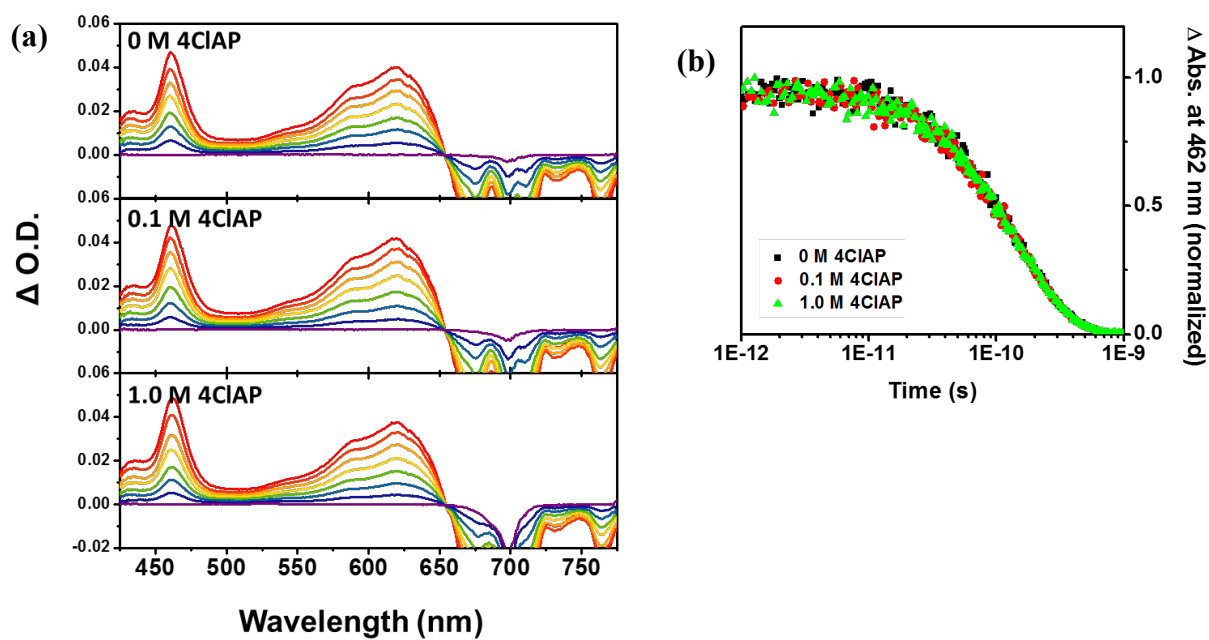 (a)
0.06
0.04
0.02
0.00
0.06
0.04
0.02
0.00
0.06
0.04
0.02
0.00
-0.02
0 M 4ClAP
0.1 M 4ClAP
1.0 M 4ClAP
Δ O.D.
450 500 550 600 650 700 750
Wavelength (nm)
(b)
1.0
0.5
0.0
Δ Abs. at 462 nm (normalized)
0 M 4ClAP
0.1 M 4ClAP
1.0 M 4ClAP
1E-12 1E-11 1E-10 1E-9
Time (s)